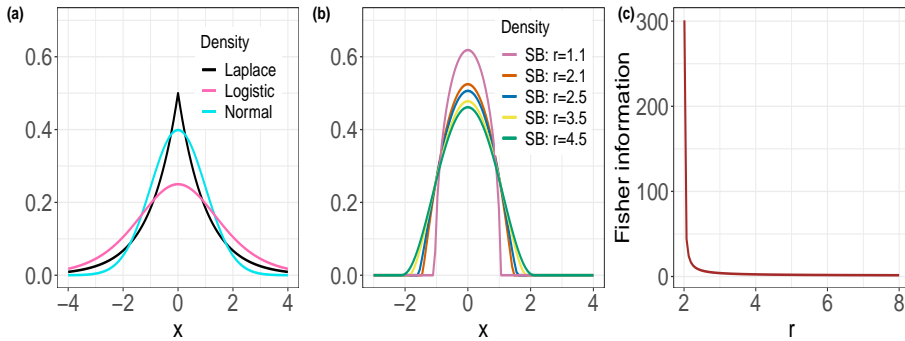 (a)
Density
Laplace
Logistic
Normal
0.6
0.4
0.2
0.0
−4 −2 0 2 4
x
(b)
Density
SB: r=1.1
SB: r=2.1
SB: r=2.5
SB: r=3.5
SB: r=4.5
0.6
0.4
0.2
0.0
−2 0 2 4
x
(c)
Fisher information
300
200
100
0
2 4 6 8
r